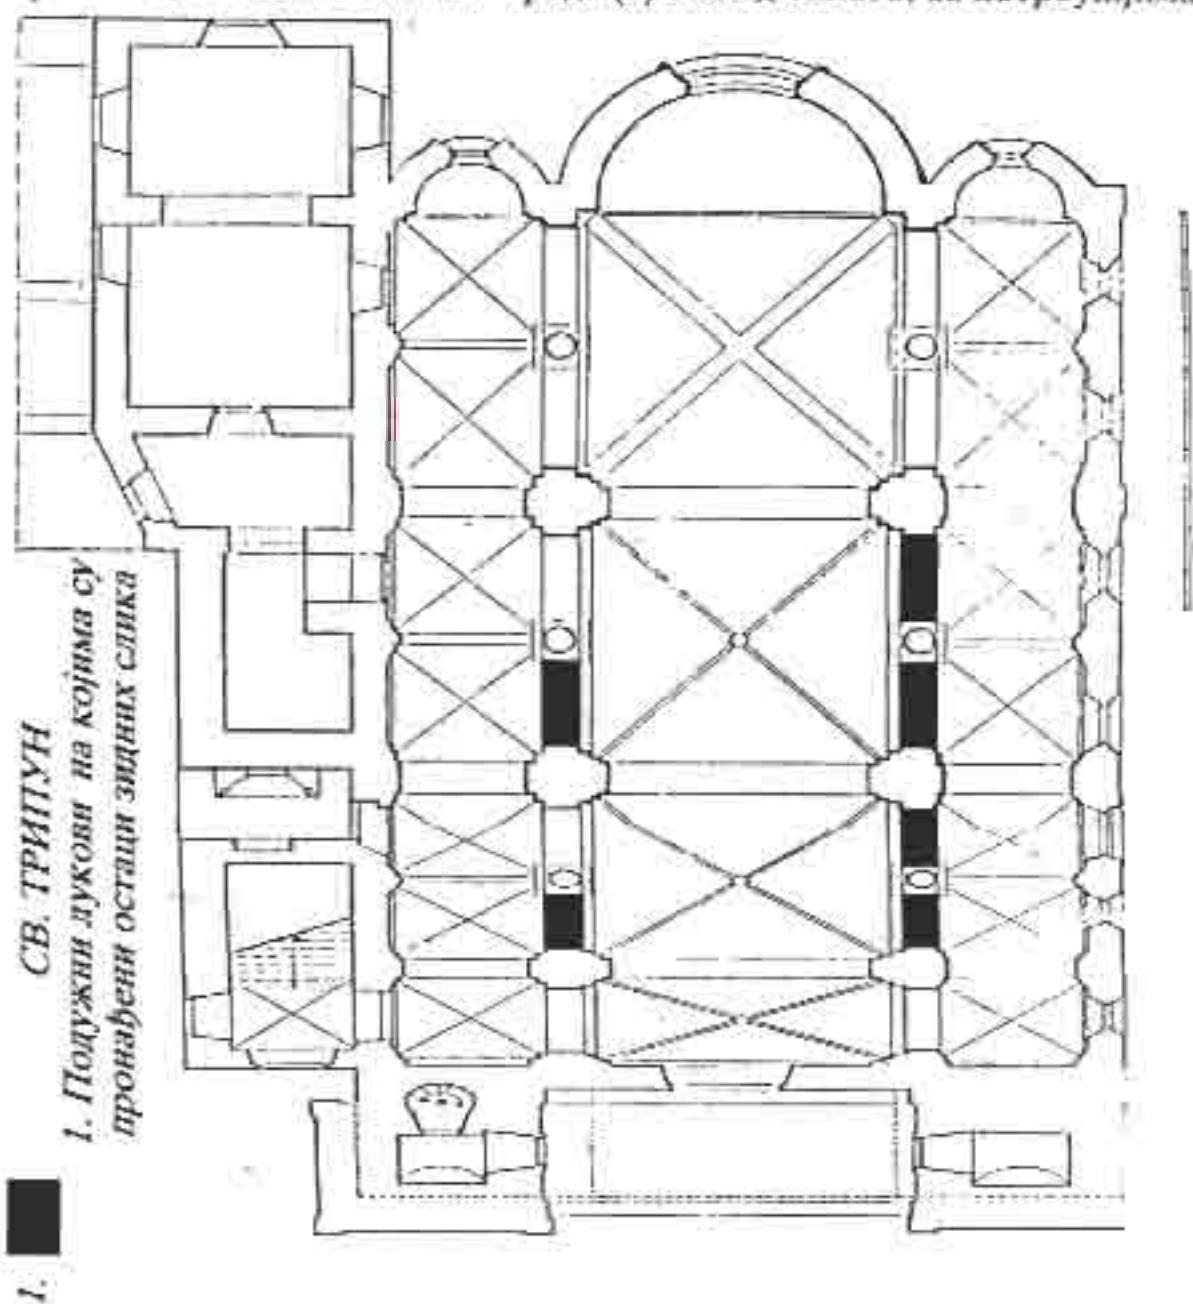 СВ. ТРИПУН
1. Подужни лукови на којима су
пронађени остаци зидних слика
1.